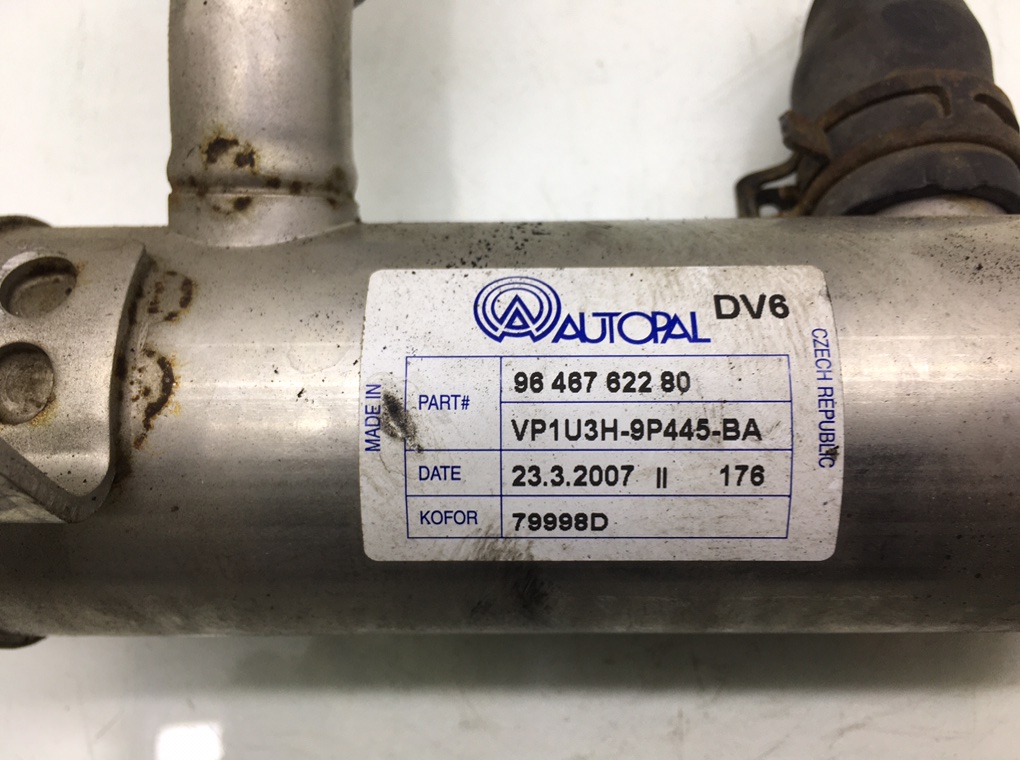 AUTOPAL
DV6
MADE IN
CZECH REPUBLIC
PART#
96 467 622 80
VP1U3H-9P445-BA
DATE
23.3.2007 II 176
KOFOR
79998D